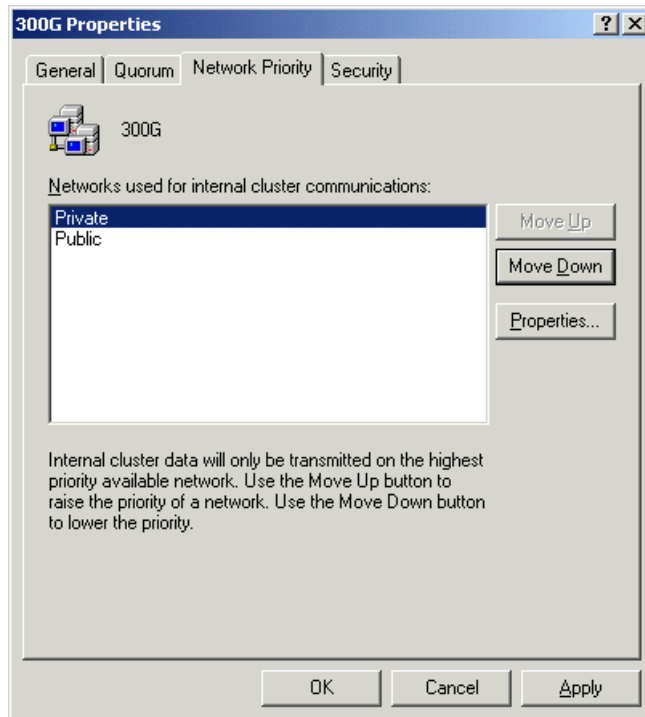 300G Properties
General
Quorum
Network Priority
Security
300G
Networks used for internal cluster communications:
Private
Public
Move Up
Move Down
Properties...
Internal cluster data will only be transmitted on the highest
priority available network. Use the Move Up button to
raise the priority of a network. Use the Move Down button
to lower the priority.
OK
Cancel
Apply